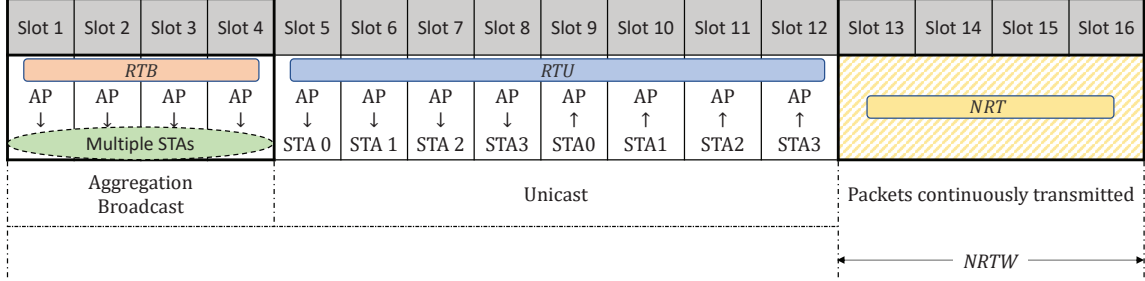 Slot 1 Slot 2 Slot 3 Slot 4 Slot 5 Slot 6 Slot 7 Slot 8 Slot 9 Slot 10 Slot 11 Slot 12 Slot 13 Slot 14 Slot 15 Slot 16
RTB RTU
NRT
AP AP AP AP AP AP AP AP AP AP AP AP
↓ ↓ ↓ ↓ ↓ ↓ ↓ ↓ ↑ ↑ ↑ ↑
Multiple STAs STA 0 STA 1 STA 2 STA3 STA0 STA1 STA2 STA3
Aggregation
Broadcast
Unicast
Packets continuously transmitted
NRTW